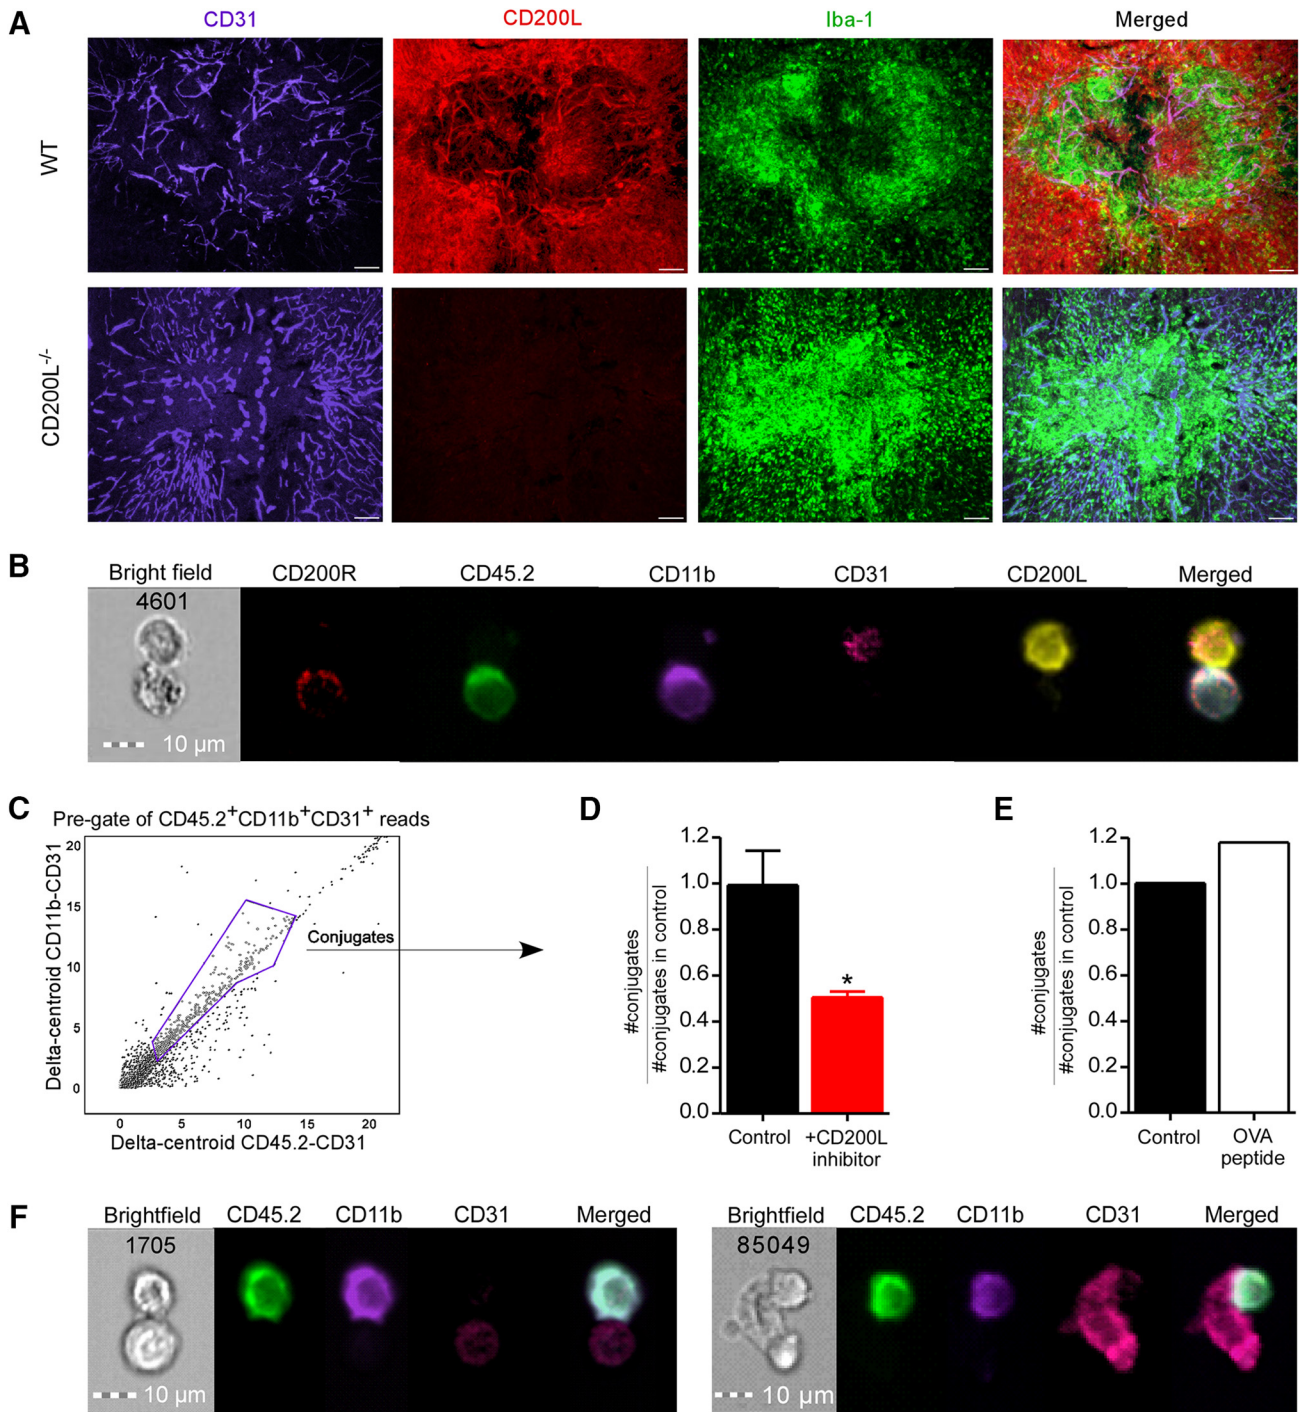 A
CD31
CD200L
Iba-1
Merged
WT
CD200L-/-
B
Bright field
CD200R
CD45.2
CD11b
CD31
CD200L
Merged
4601
10 µm
C
Pre-gate of CD45.2+CD11b+CD31+ reads
Delta-centroid CD11b-CD31
20
15
10
5
0
Conjugates
0
5
10
15
20
Delta-centroid CD45.2-CD31
D
#conjugates
#conjugates in control
1.2
1.0
0.8
0.6
0.4
0.2
0.0
*
Control
+CD200L
inhibitor
E
#conjugates
#conjugates in control
1.2
1.0
0.8
0.6
0.4
0.2
0.0
Control
OVA
peptide
F
Brightfield
CD45.2
CD11b
CD31
Merged
1705
10 µm
Brightfield
CD45.2
CD11b
CD31
Merged
85049
10 µm